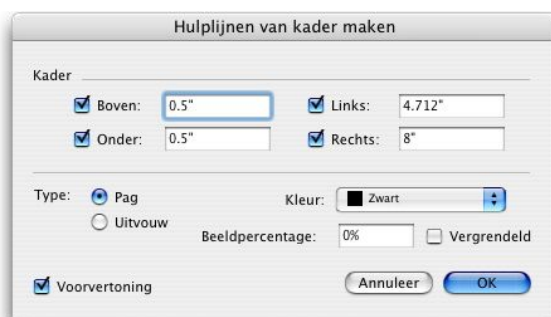 Hulplijnen van kader maken
Kader
Boven: 0.5" Links: 4.712"
Onder: 0.5" Rechts: 8"
Type: Pag Kleur: Zwart
Uitvouw
Beeldpercentage: 0% Vergrendeld
Voorvertoning Annuleer OK